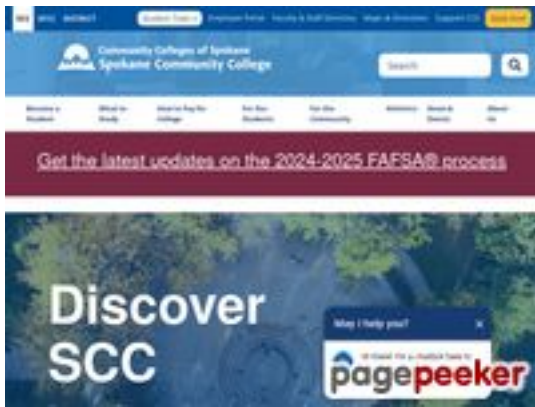 SCC SFCC DISTRICT
Student Tools Employee Portal Faculty & Staff Directory Maps & Directions Support CCS
Community Colleges of Spokane
Spokane Community College
Search
Become a Student
What to Study
How to Pay for College
For Our Students
For the Community
Athletics
News & Events
About Us
Get the latest updates on the 2024-2025 FAFSA® process
Discover
SCC
May I help you?
pagepeeker